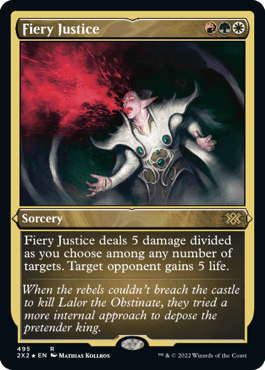 Fiery Justice
Sorcery
Fiery Justice deals 5 damage divided
as you choose among any number of
targets. Target opponent gains 5 life.
When the rebels couldn't breach the castle
to kill Lalor the Obstinate, they tried a
more internal approach to depose the
pretender king.
495 R
2X2 ★ EN MATHIAS KOLLROS
™ & © 2022 Wizards of the Coast